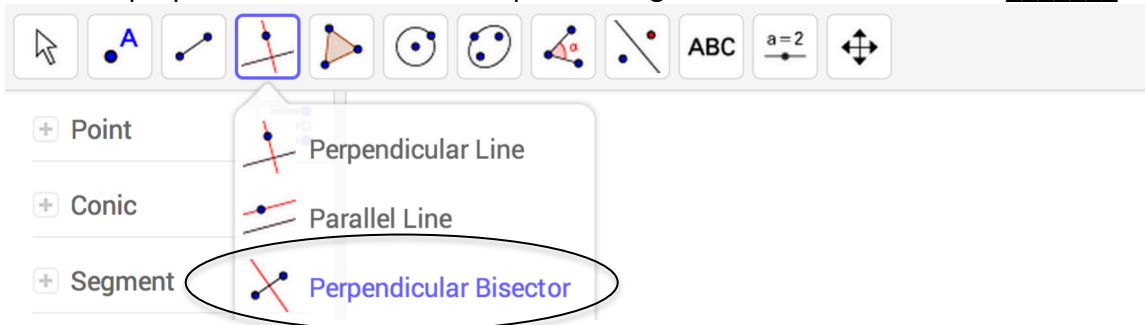 A α ABC a=2
Point
Perpendicular Line
Conic
Parallel Line
Segment
Perpendicular Bisector